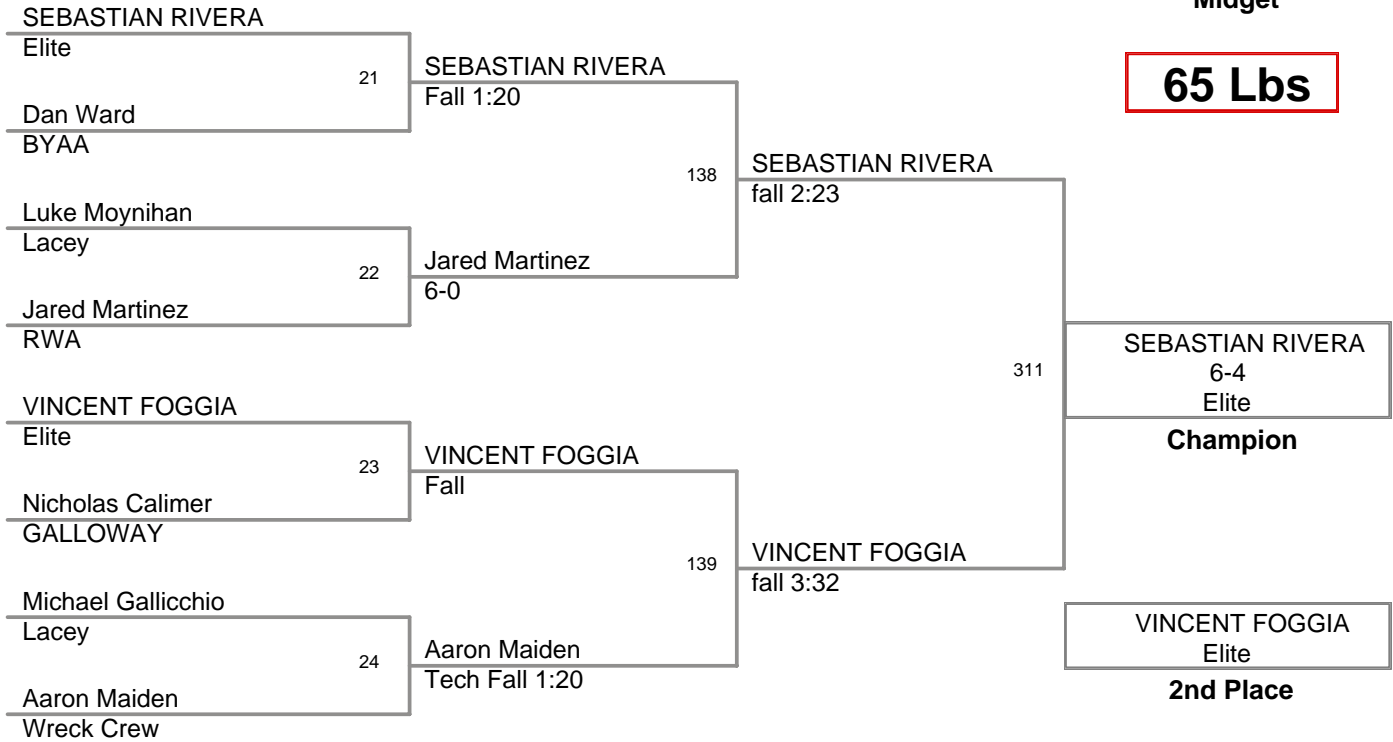 Midget
65 Lbs
SEBASTIAN RIVERA
Elite
21
Dan Ward
BYAA
Luke Moynihan
Lacey
22
Jared Martinez
RWA
VINCENT FOGGIA
Elite
23
Nicholas Calimer
GALLOWAY
Michael Gallicchio
Lacey
24
Aaron Maiden
Wreck Crew
SEBASTIAN RIVERA
Fall 1:20
138
Jared Martinez
6-0
VINCENT FOGGIA
Fall
139
Aaron Maiden
Tech Fall 1:20
SEBASTIAN RIVERA
fall 2:23
311
VINCENT FOGGIA
fall 3:32
SEBASTIAN RIVERA
6-4
Elite
Champion
VINCENT FOGGIA
Elite
2nd Place